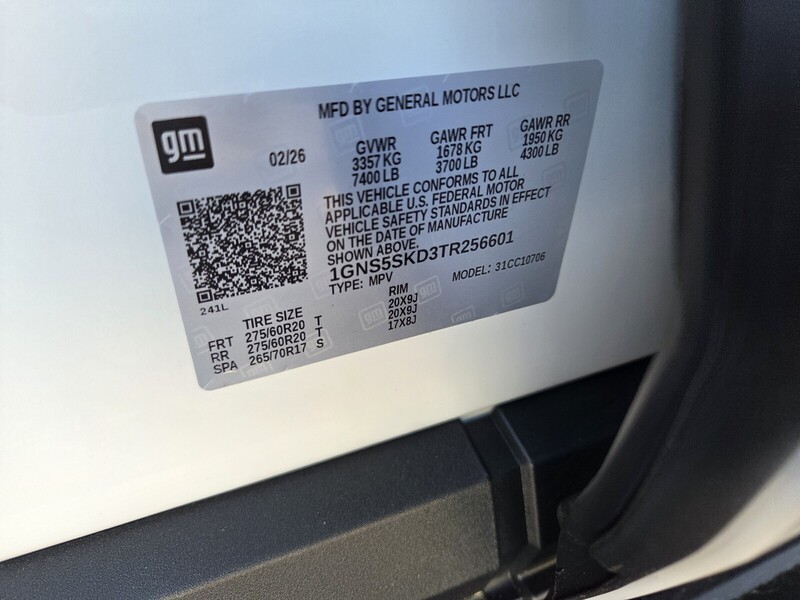 MFD BY GENERAL MOTORS LLC
gm
02/26
GVWR
3357 KG
7400 LB
GAWR FRT
1678 KG
3700 LB
GAWR RR
1950 KG
4300 LB
THIS VEHICLE CONFORMS TO ALL
APPLICABLE U.S. FEDERAL MOTOR
VEHICLE SAFETY STANDARDS IN EFFECT
ON THE DATE OF MANUFACTURE
SHOWN ABOVE.
1GNS5SKD3TR256601
TYPE: MPV
MODEL: 31CC10706
241L
TIRE SIZE RIM
FRT 275/60R20 T 20X9J
RR 275/60R20 T 20X9J
SPA 265/70R17 S 17X8J